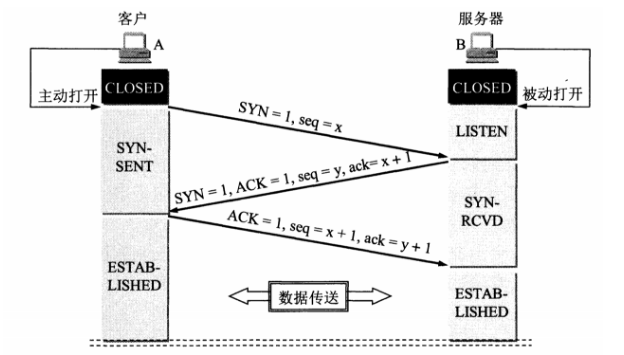 客户
服务器
A
B
CLOSED
CLOSED
主动打开
被动打开
SYN = 1, seq = x
LISTEN
SYN-
SENT
SYN = 1, ACK = 1, seq = y, ack= x + 1
SYN-
RCVD
ACK = 1, seq = x + 1, ack = y + 1
ESTAB-
LISHED
数据传送
ESTAB-
LISHED